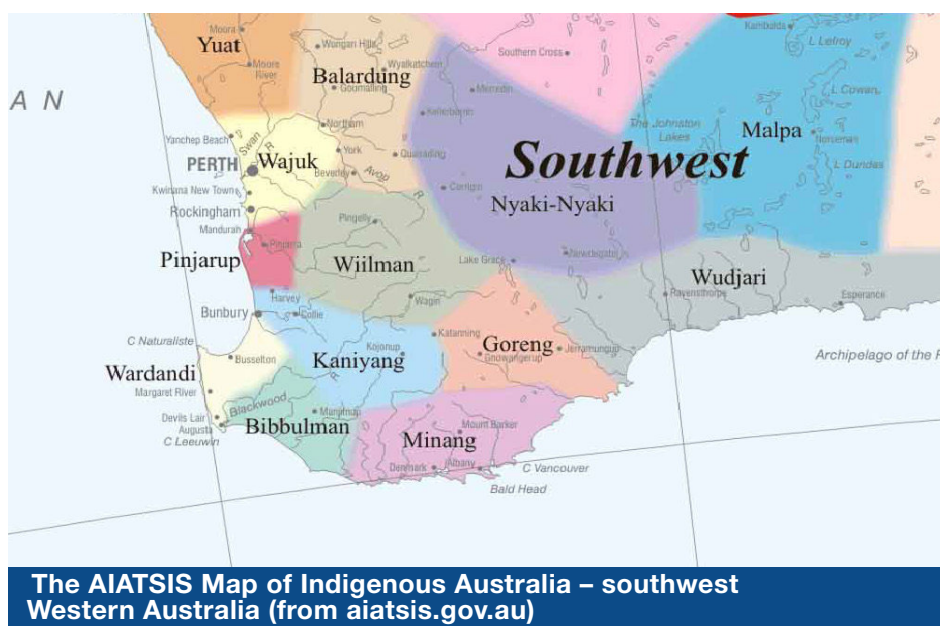 Moora
Kambalda
Yuat
Wongan Hills
L Lefroy
Southern Cross
Moore
River
Balardung
Wyalkatchem
Goomalling
Merredin
L Cowan
A N
Kellerberrin
Northam
The Johnston
Lakes
Malpa
Norseman
Yanchep Beach
Swan
R
York
Quairading
Southwest
PERTH
Wajuk
Beverley
Avon
R
L Dundas
Kwinana New Town
Corrigin
Nyaki-Nyaki
Rockingham
Mandurah
Pingelly
Pinjarra
Newdegate
Pinjarup
Wiilman
Lake Grace
Wudjari
Harvey
Wagin
Ravensthorpe
Esperance
Bunbury
Collie
C Naturaliste
Katanning
Goreng
Jerramungup
Busselton
Kaniyang
Kojonup
Gnowangerup
Archipelago of the R
Wardandi
R
Margaret River
Blackwood
Manjimup
Devils Lair
Augusta
Bibbulman
Mount Barker
C Leeuwin
Minang
Denmark
Albany
C Vancouver
Bald Head
The AIATSIS Map of Indigenous Australia – southwest
Western Australia (from aiatsis.gov.au)